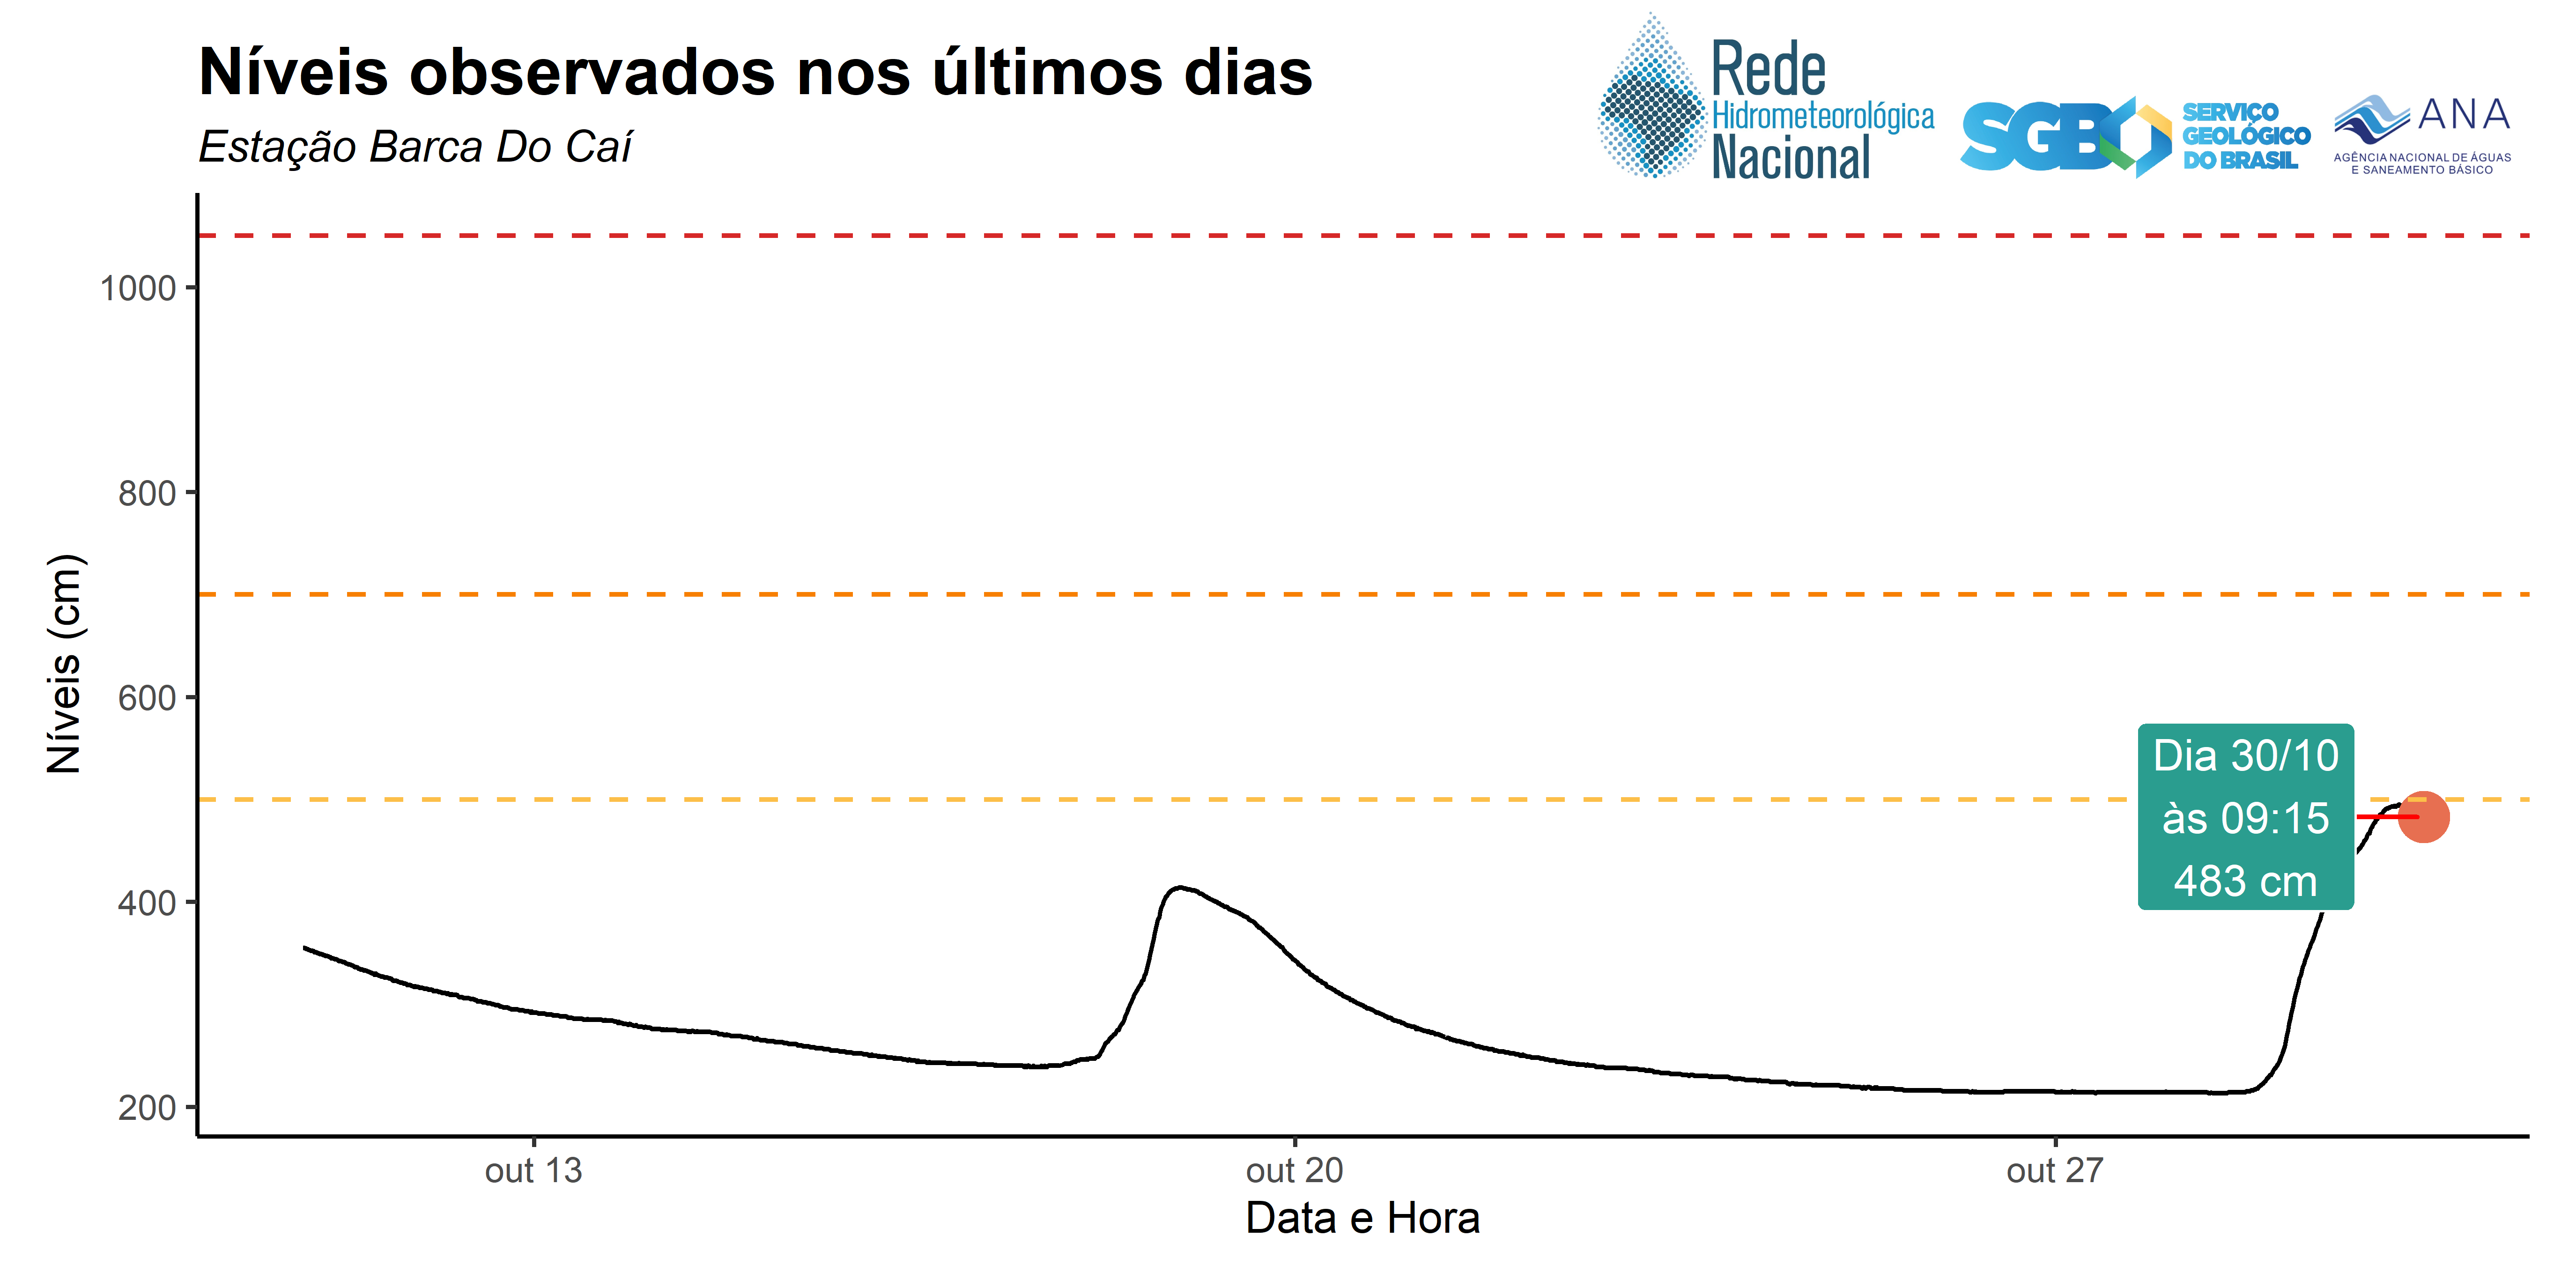 Níveis observados nos últimos dias
Estação Barca Do Caí
Rede
Hidrometeorológica
Nacional
SGB
SERVIÇO
GEOLÓGICO
DO BRASIL
ANA
AGÊNCIA NACIONAL DE ÁGUAS
E SANEAMENTO BÁSICO
Níveis (cm)
1000
800
600
400
200
Dia 30/10
às 09:15
483 cm
out 13
out 20
out 27
Data e Hora